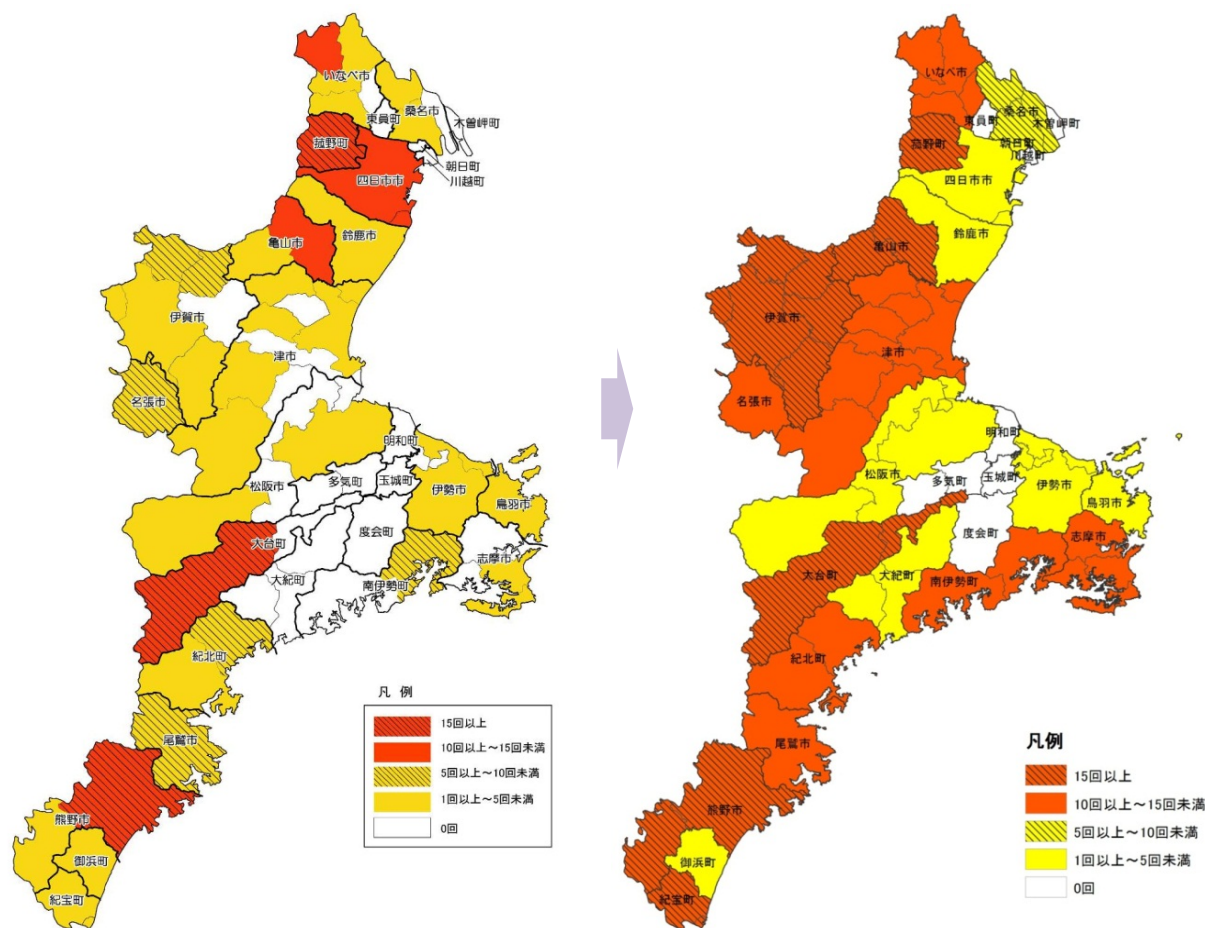 いなべ市
桑名市
東員町
木曽岬町
菰野町
朝日町
川越町
四日市市
亀山市
鈴鹿市
伊賀市
津市
名張市
明和町
松阪市
多気町
玉城町
伊勢市
鳥羽市
大台町
度会町
志摩市
大紀町
南伊勢町
紀北町
尾鷲市
熊野市
御浜町
紀宝町
凡 例
15回以上
10回以上~15回未満
5回以上~10回未満
1回以上~5回未満
0回
いなべ市
桑名市
東員町
木曽岬町
菰野町
朝日町
川越町
四日市市
鈴鹿市
亀山市
伊賀市
津市
名張市
明和町
松阪市
多気町
玉城町
伊勢市
鳥羽市
度会町
志摩市
大台町
大紀町
南伊勢町
紀北町
尾鷲市
熊野市
御浜町
紀宝町
凡例
15回以上
10回以上~15回未満
5回以上~10回未満
1回以上~5回未満
0回